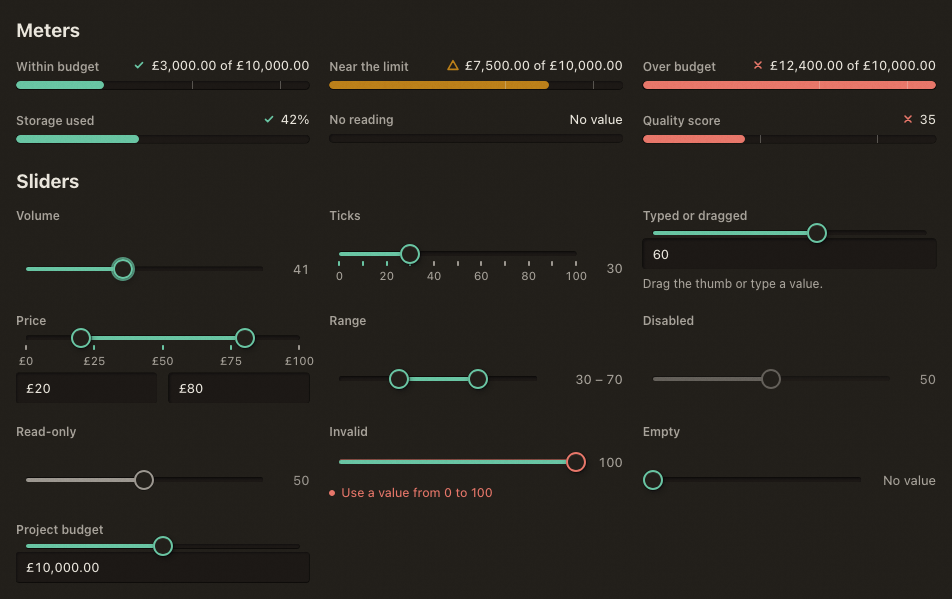 Meters
Within budget £3,000.00 of £10,000.00
Near the limit £7,500.00 of £10,000.00
Over budget £12,400.00 of £10,000.00
Storage used 42%
No reading No value
Quality score 35
Sliders
Volume
41
Ticks
30
0 20 40 60 80 100
Typed or dragged
60
Drag the thumb or type a value.
Price
£0 £25 £50 £75 £100
£20 £80
Range
30 – 70
Disabled
50
Read-only
50
Invalid
100
Use a value from 0 to 100
Empty
No value
Project budget
£10,000.00